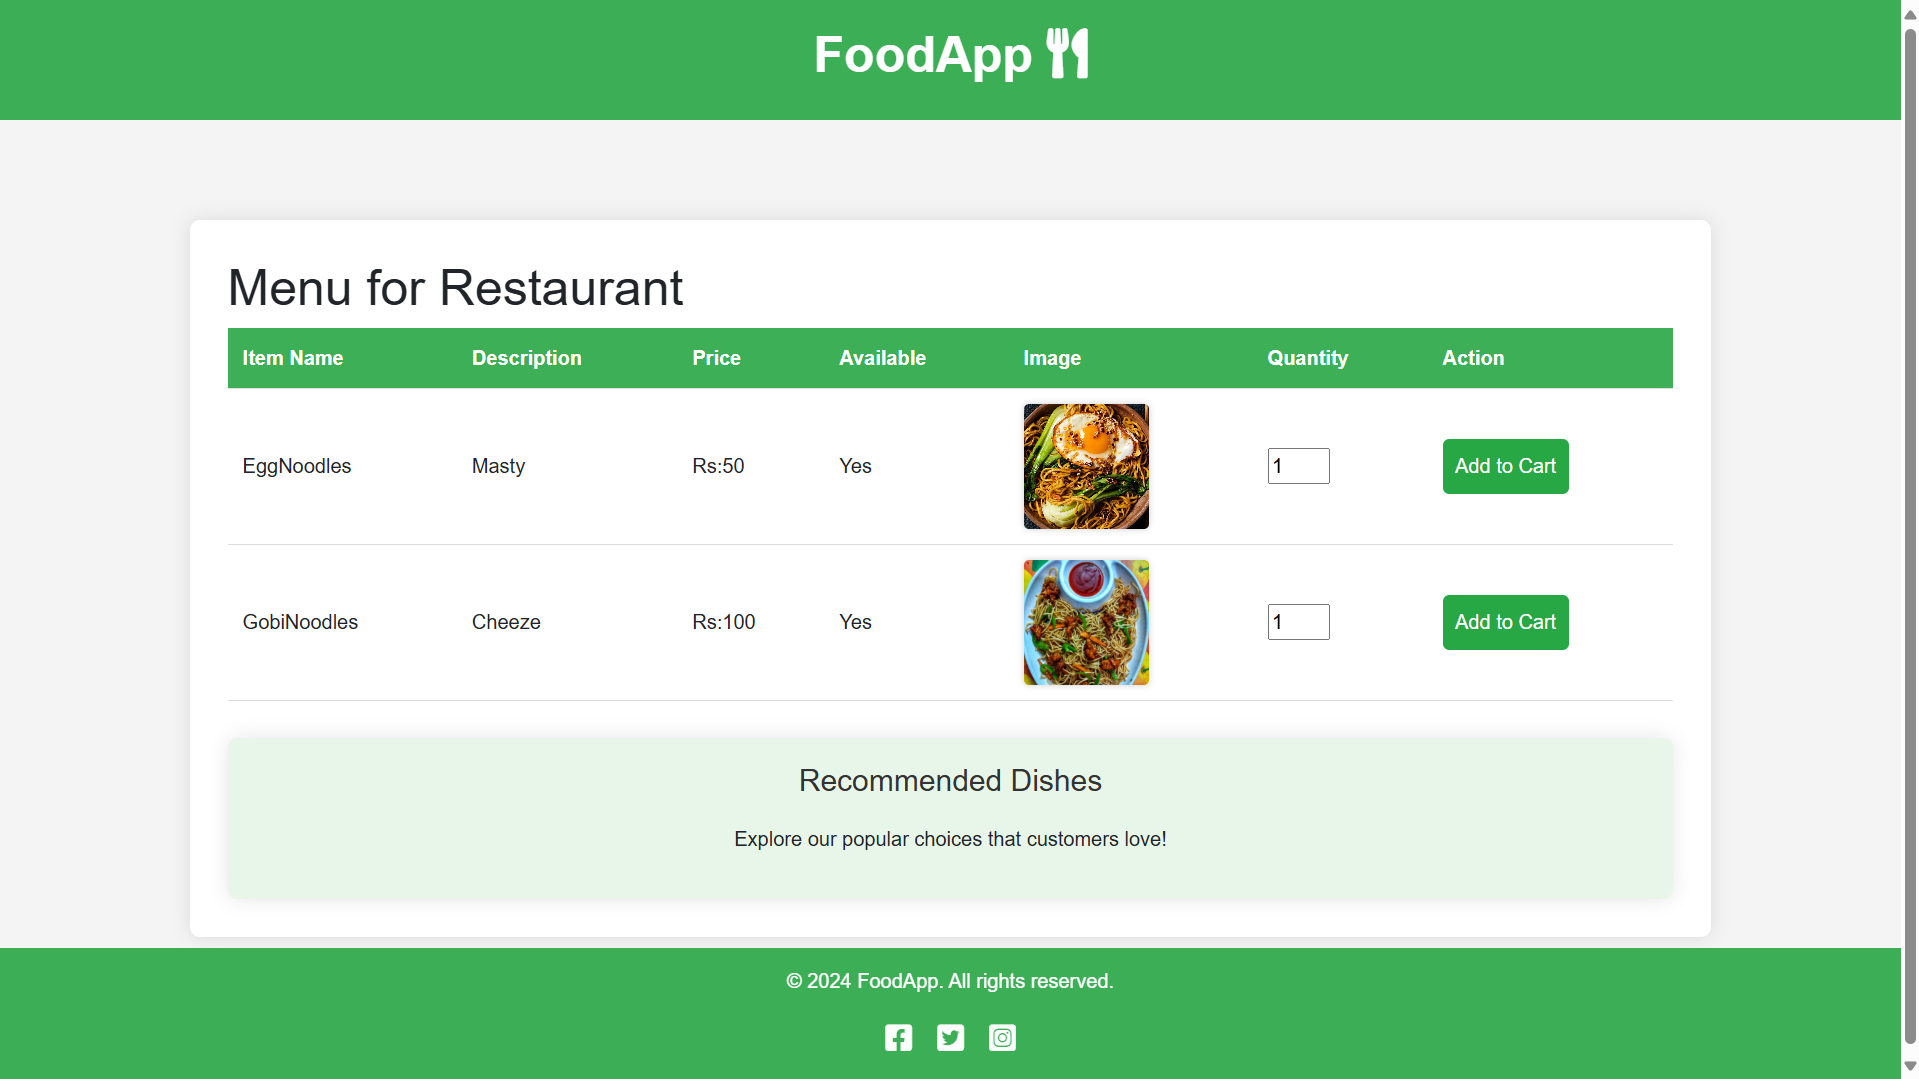 FoodApp
Menu for Restaurant
Item Name Description Price Available Image Quantity Action
EggNoodles Masty Rs:50 Yes 1 Add to Cart
GobiNoodles Cheeze Rs:100 Yes 1 Add to Cart
Recommended Dishes
Explore our popular choices that customers love!
© 2024 FoodApp. All rights reserved.